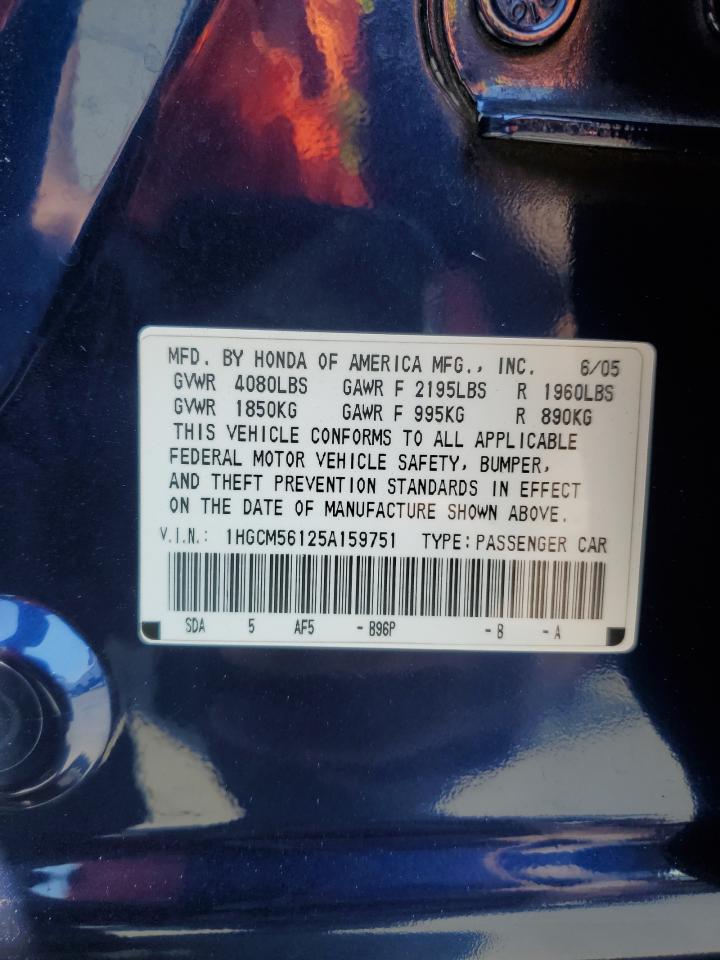 MFD. BY HONDA OF AMERICA MFG., INC. 6/05
GVWR 4080LBS GAWR F 2195LBS R 1960LBS
GVWR 1850KG GAWR F 995KG R 890KG
THIS VEHICLE CONFORMS TO ALL APPLICABLE
FEDERAL MOTOR VEHICLE SAFETY, BUMPER,
AND THEFT PREVENTION STANDARDS IN EFFECT
ON THE DATE OF MANUFACTURE SHOWN ABOVE.
V.I.N.: 1HGCM56125A159751 TYPE:PASSENGER CAR
SDA 5 AF5 -B96P -B -A